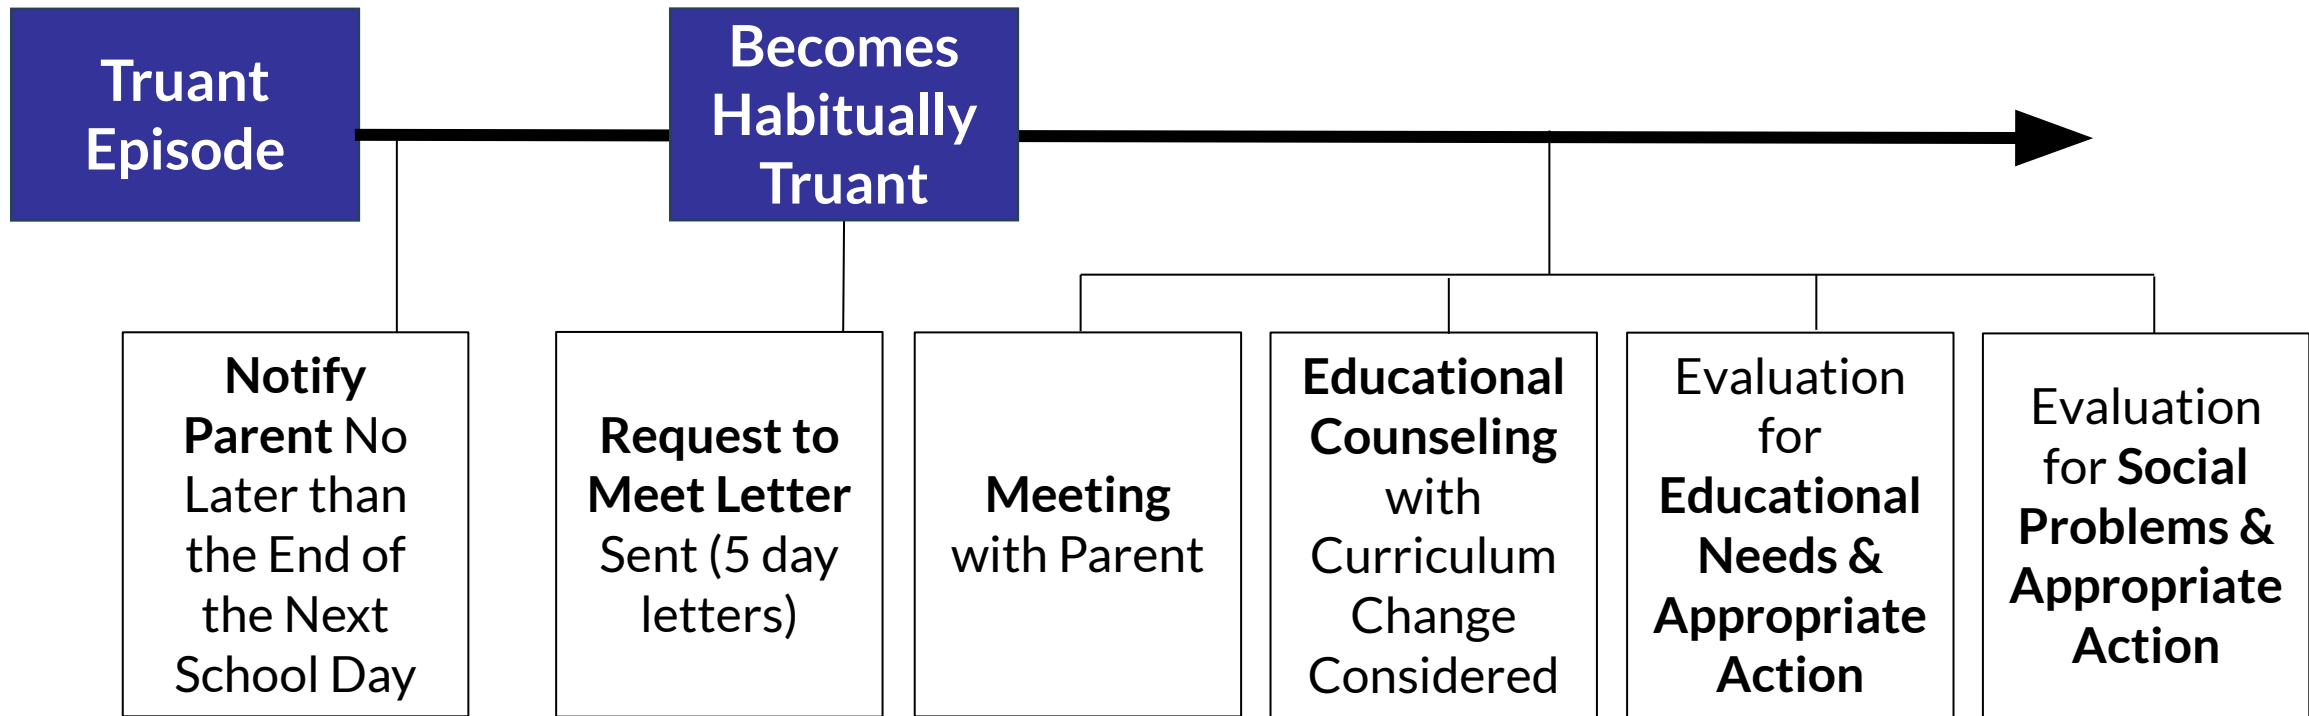 Truant
Episode
Becomes
Habitually
Truant
Notify
Parent No
Later than
the End of
the Next
School Day
Request to
Meet Letter
Sent (5 day
letters)
Meeting
with Parent
Educational
Counseling
with
Curriculum
Change
Considered
Evaluation
for
Educational
Needs &
Appropriate
Action
Evaluation
for Social
Problems &
Appropriate
Action